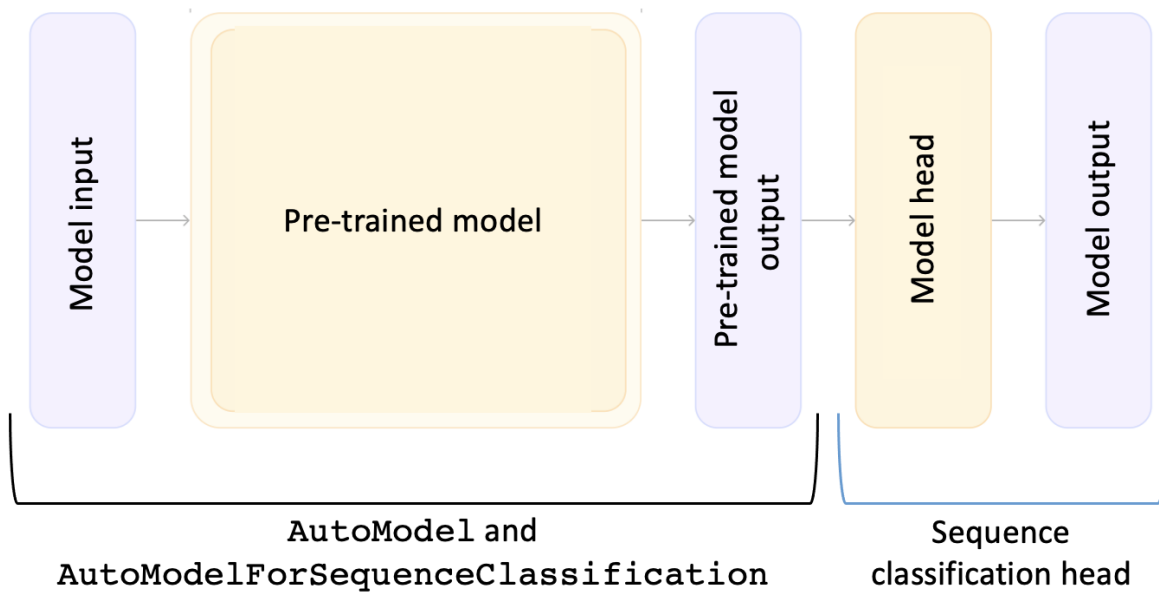 Model input
Pre-trained model
Pre-trained model
output
Model head
Model output
AutoModel and
AutoModelForSequenceClassification
Sequence
classification head